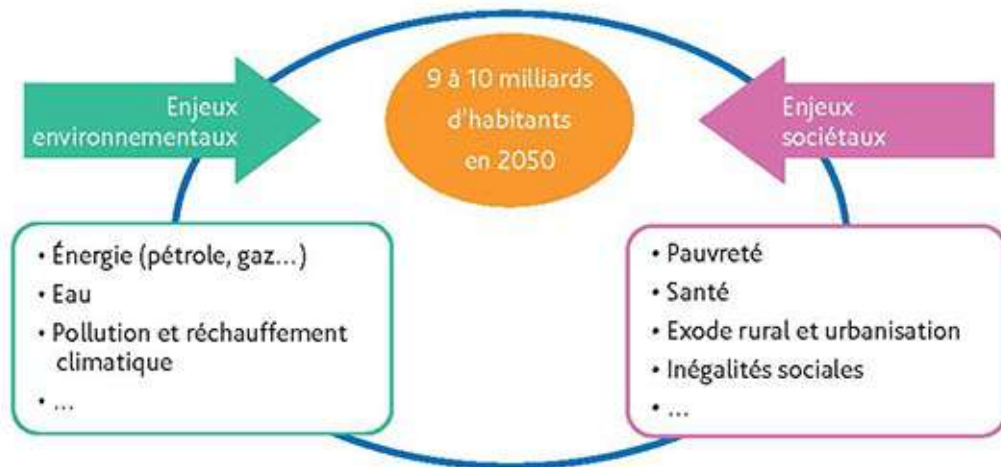 9 à 10 milliards
d'habitants
en 2050
Enjeux
environnementaux
Enjeux
sociétaux
• Énergie (pétrole, gaz...)
• Eau
• Pollution et réchauffement
climatique
• ...
• Pauvreté
• Santé
• Exode rural et urbanisation
• Inégalités sociales
• ...